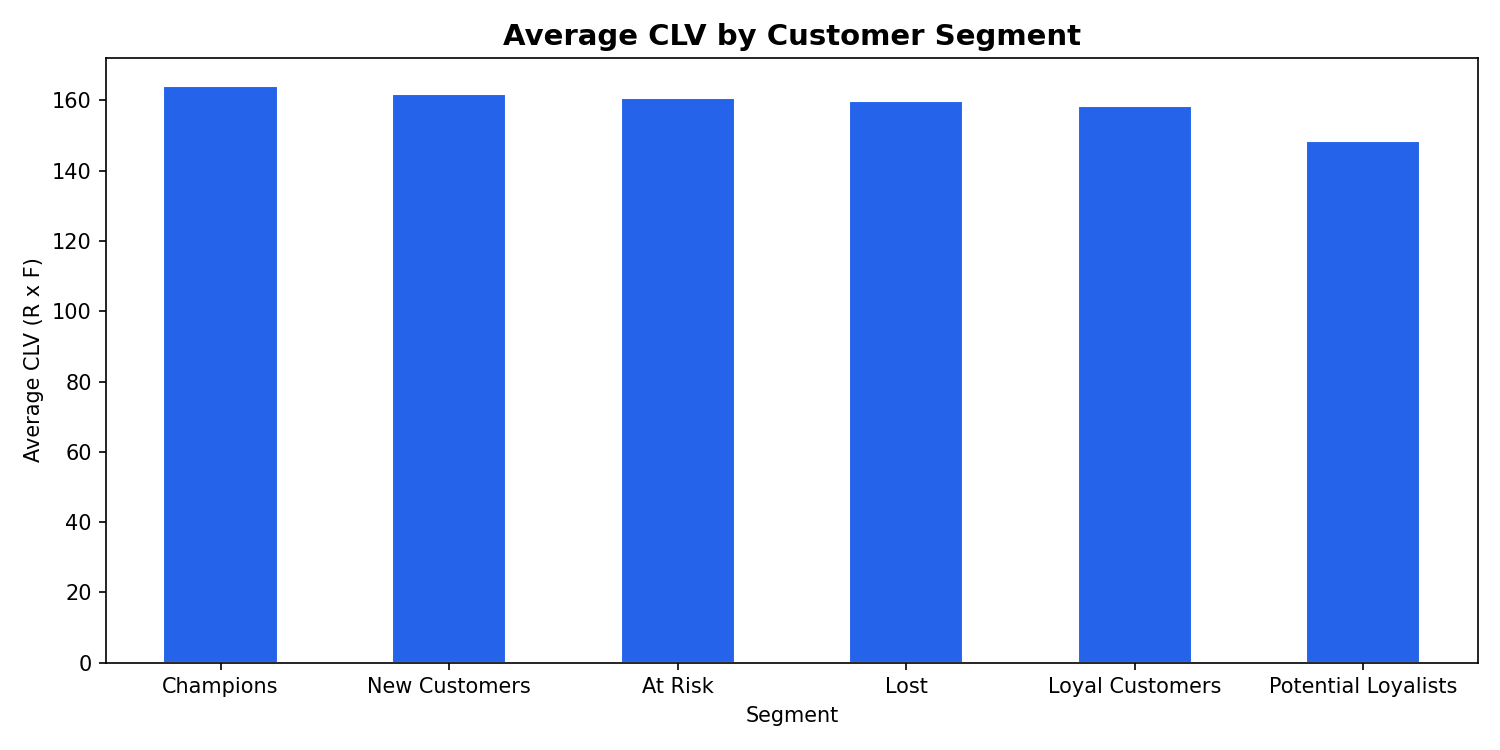 Average CLV by Customer Segment
Average CLV (R x F)
160
140
120
100
80
60
40
20
0
Champions New Customers At Risk Lost Loyal Customers Potential Loyalists
Segment